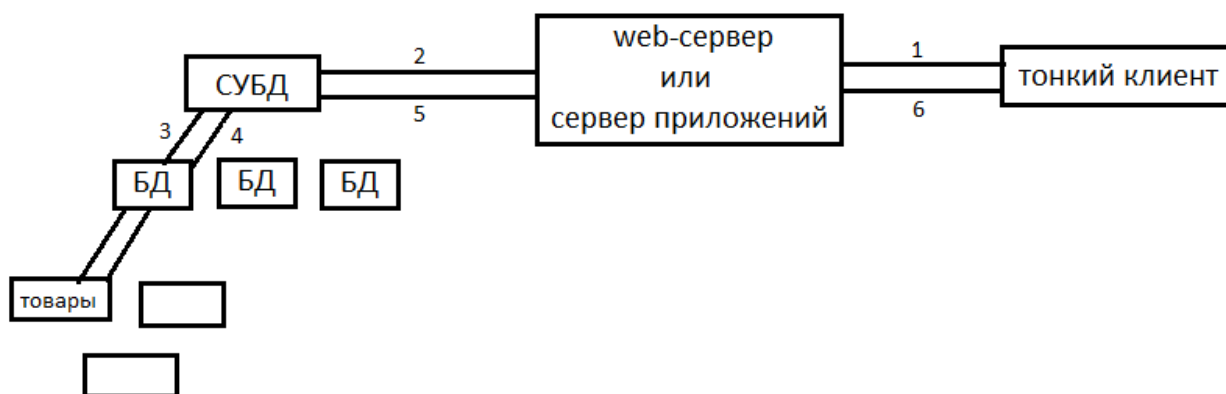 web-сервер
или
сервер приложений
2
1
СУБД
тонкий клиент
5
6
3
4
БД
БД
БД
товары